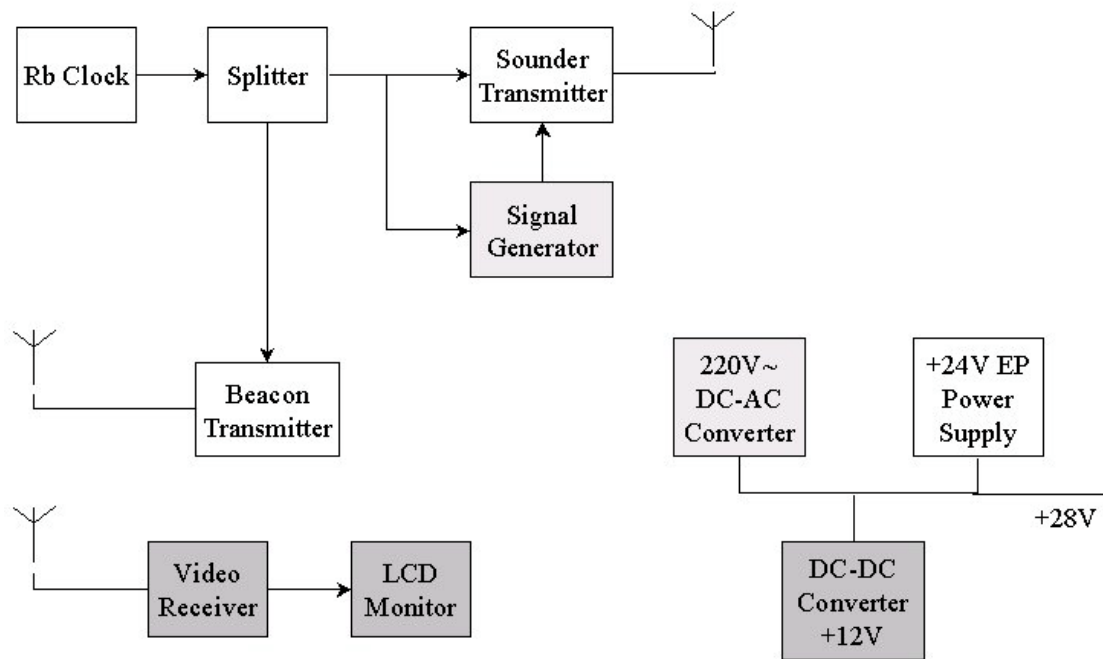 Rb Clock
Splitter
Sounder
Transmitter
Signal
Generator
Beacon
Transmitter
220V~
DC-AC
Converter
+24V EP
Power
Supply
+28V
Video
Receiver
LCD
Monitor
DC-DC
Converter
+12V